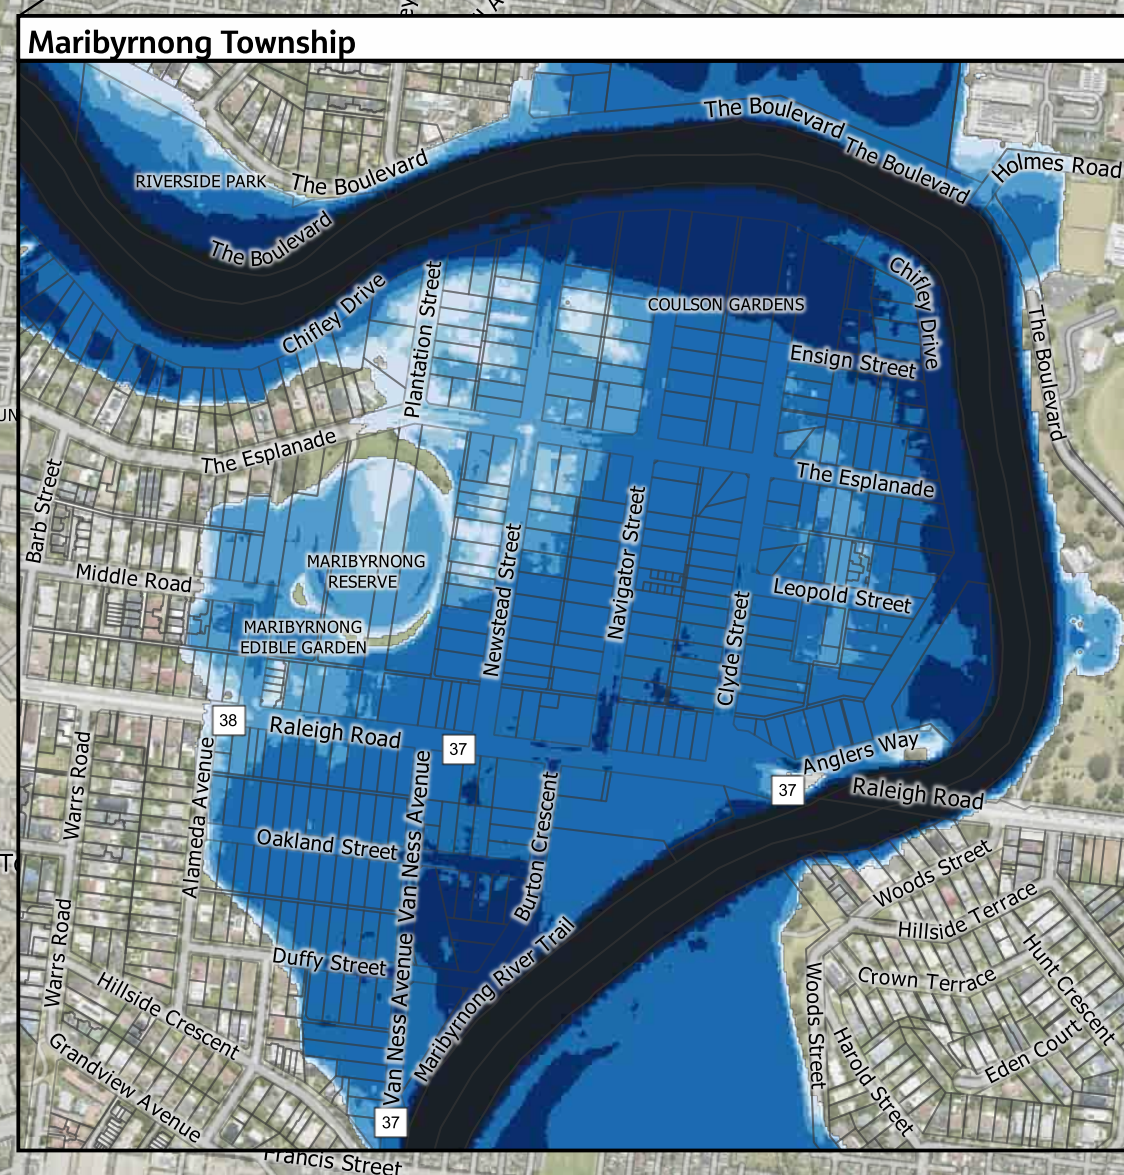 Maribyrnong Township
The Boulevard
The Boulevard
Holmes Road
RIVERSIDE PARK
The Boulevard
The Boulevard
Chifley Drive
Chifley Drive
Plantation Street
COULSON GARDENS
Ensign Street
The Boulevard
The Esplanade
The Esplanade
Barb Street
Middle Road
MARIBYRNONG
RESERVE
MARIBYRNONG
EDIBLE GARDEN
Newstead Street
Navigator Street
Clyde Street
Leopold Street
38
Raleigh Road
37
Anglers Way
37
Raleigh Road
Warrs Road
Alameda Avenue
Van Ness Avenue
Oakland Street
Burton Crescent
Woods Street
Hillside Terrace
Warrs Road
Duffy Street
Van Ness Avenue
Maribyrnong River Trail
Crown Terrace
Hunt Crescent
Woods Street
Harold Street
Eden Court
Hillside Crescent
Grandview Avenue
37
Francis Street